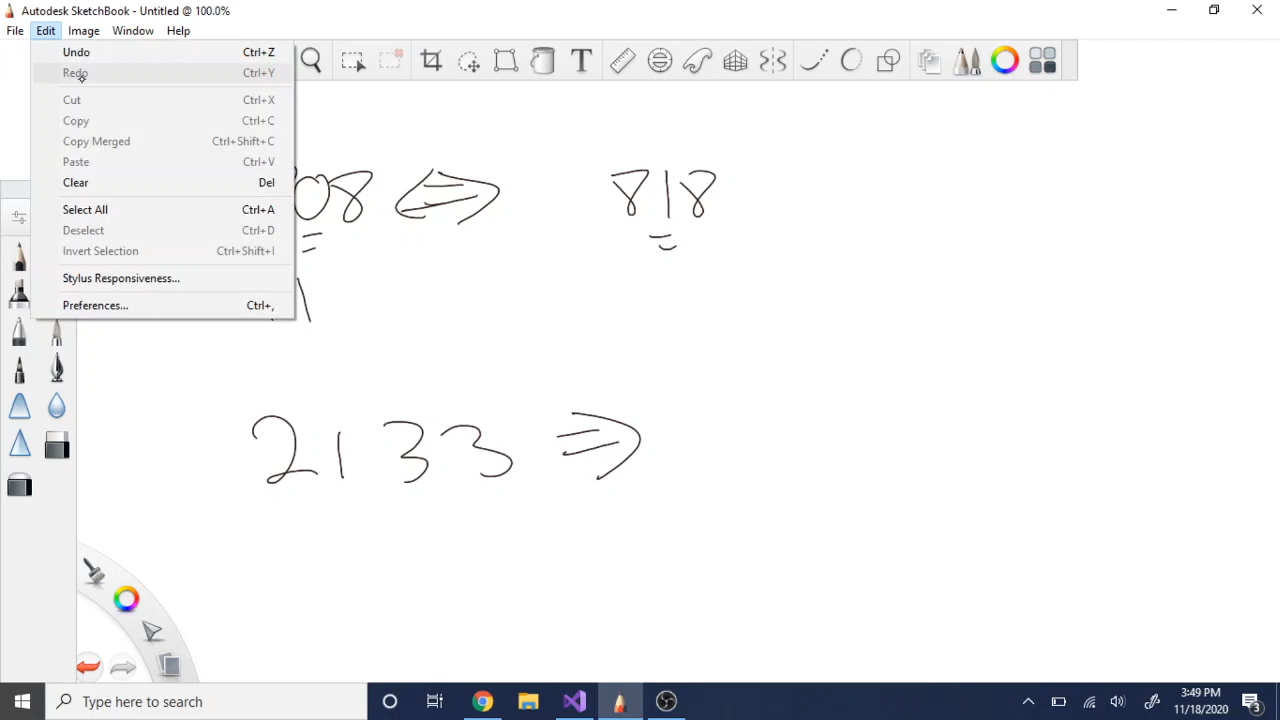 Autodesk SketchBook - Untitled @ 100.0%
File Edit Image Window Help
Undo Ctrl+Z
Redo Ctrl+Y
Cut Ctrl+X
Copy Ctrl+C
Copy Merged Ctrl+Shift+C
Paste Ctrl+V
Clear Del
Select All Ctrl+A
Deselect Ctrl+D
Invert Selection Ctrl+Shift+I
Stylus Responsiveness...
Preferences... Ctrl+,
08 ⇔ 818
2133 ⇒
Type here to search
3:49 PM
11/18/2020
3